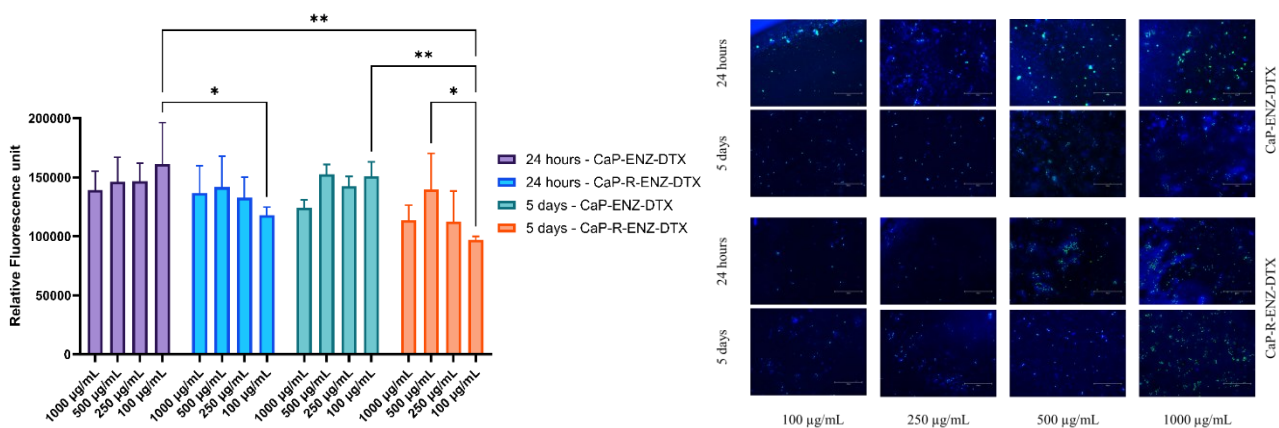 **
**
*
*
Relative Fluorescence unit
200000
150000
100000
50000
0
1000 µg/mL
500 µg/mL
250 µg/mL
100 µg/mL
1000 µg/mL
500 µg/mL
250 µg/mL
100 µg/mL
1000 µg/mL
500 µg/mL
250 µg/mL
100 µg/mL
1000 µg/mL
500 µg/mL
250 µg/mL
100 µg/mL
24 hours - CaP-ENZ-DTX
24 hours - CaP-R-ENZ-DTX
5 days - CaP-ENZ-DTX
5 days - CaP-R-ENZ-DTX
24 hours
5 days
CaP-ENZ-DTX
24 hours
5 days
CaP-R-ENZ-DTX
100 µg/mL
250 µg/mL
500 µg/mL
1000 µg/mL